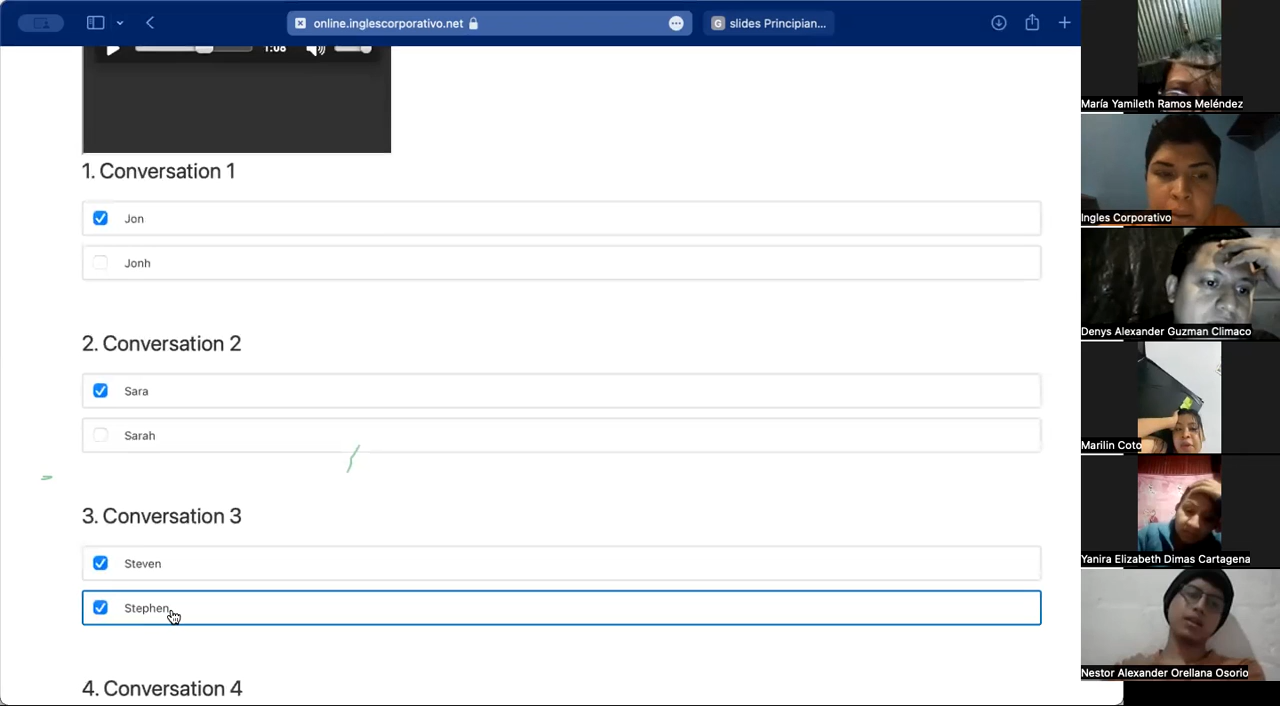 online.inglescorporativo.net
G slides Principian...
1:08
1. Conversation 1
Jon
Jonh
2. Conversation 2
Sara
Sarah
3. Conversation 3
Steven
Stephen
4. Conversation 4
María Yamileth Ramos Meléndez
Ingles Corporativo
Denys Alexander Guzman Climaco
Marilin Coto
Yanira Elizabeth Dimas Cartagena
Nestor Alexander Orellana Osorio